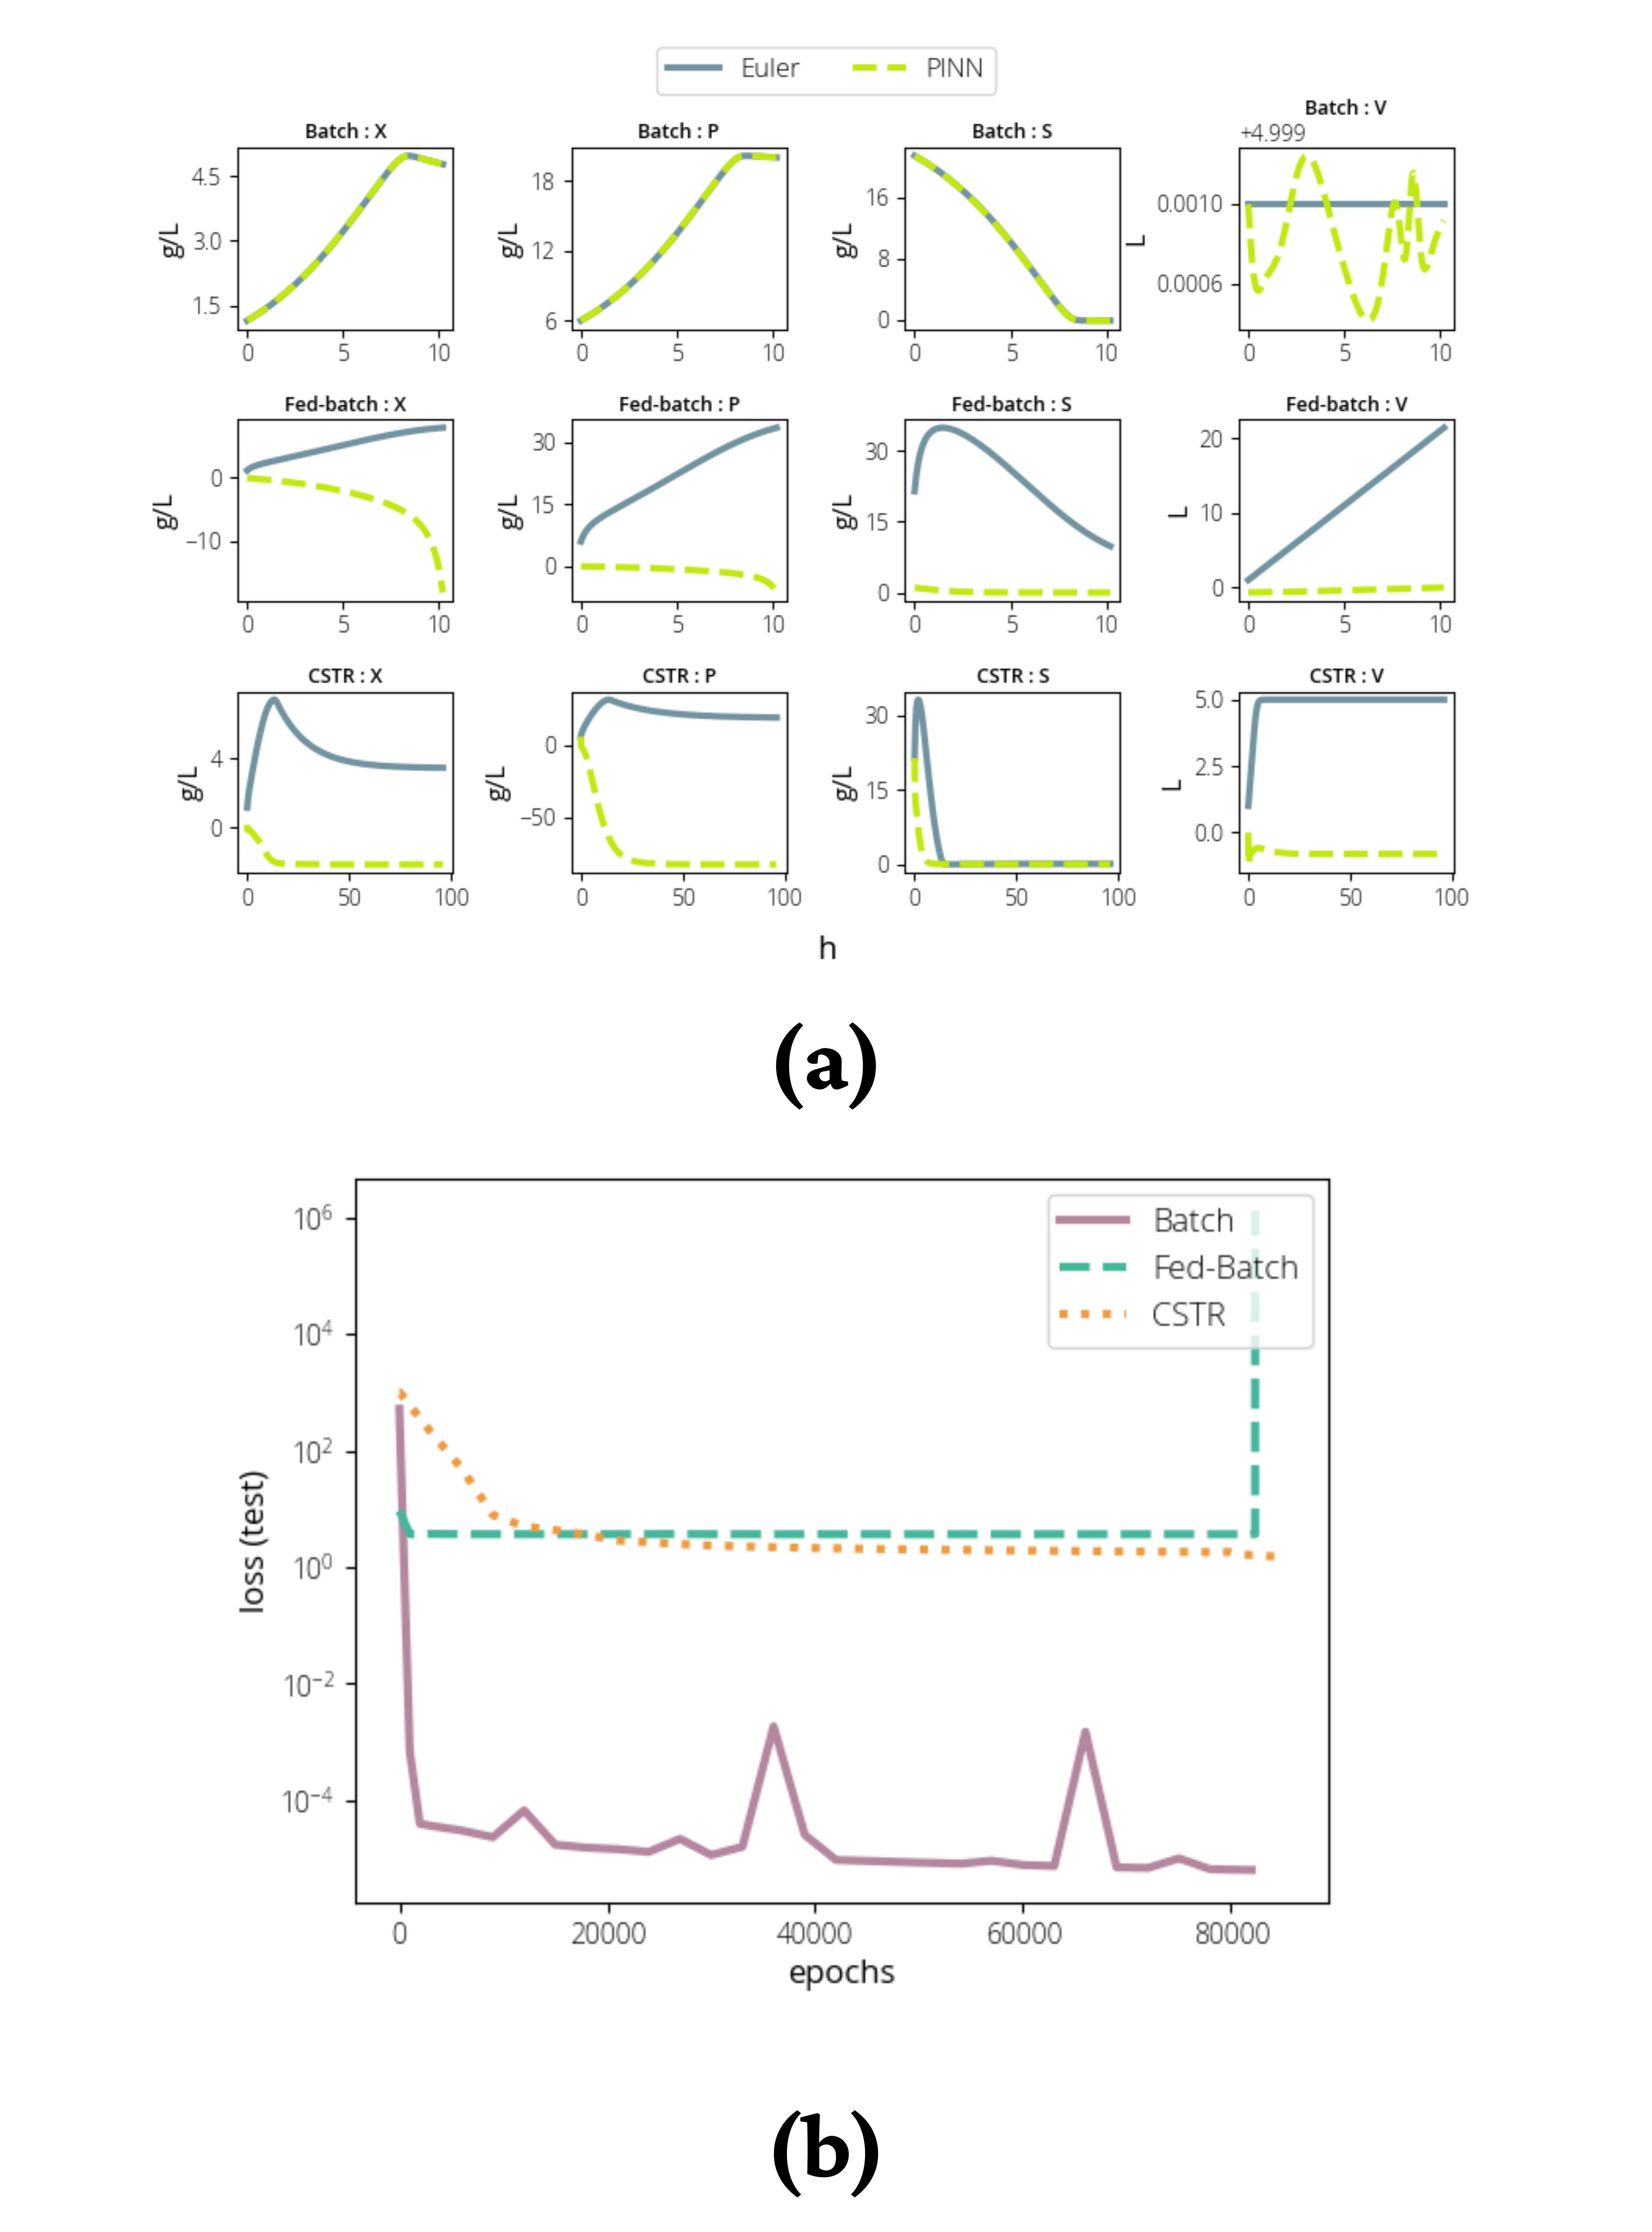 Euler PINN
Batch : X
Batch : P
Batch : S
Batch : V
+4.999
4.5
3.0
1.5
g/L
0 5 10
18
12
6
g/L
0 5 10
16
8
0
g/L
0 5 10
0.0010
0.0006
L
0 5 10
Fed-batch : X
Fed-batch : P
Fed-batch : S
Fed-batch : V
0
−10
g/L
0 5 10
30
15
0
g/L
0 5 10
30
15
0
g/L
0 5 10
20
10
0
L
0 5 10
CSTR : X
CSTR : P
CSTR : S
CSTR : V
4
0
g/L
0 50 100
0
−50
g/L
0 50 100
30
15
0
g/L
0 50 100
5.0
2.5
0.0
L
0 50 100
h
(a)
10⁶
10⁴
10²
10⁰
10⁻²
10⁻⁴
loss (test)
Batch
Fed-Batch
CSTR
0 20000 40000 60000 80000
epochs
(b)